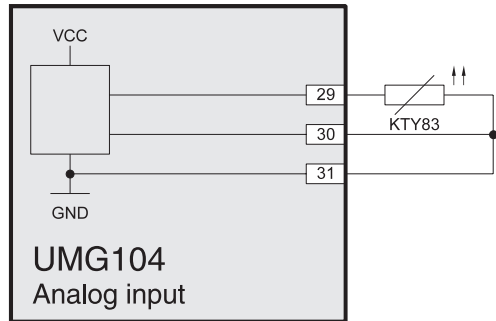 VCC
29
KTY83
30
31
GND
UMG104
Analog input